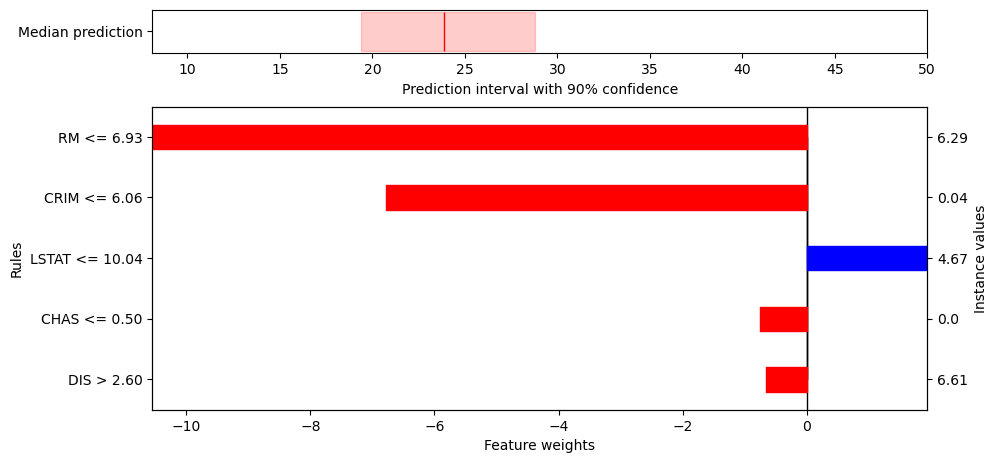 Median prediction
10 15 20 25 30 35 40 45 50
Prediction interval with 90% confidence
RM <= 6.93 6.29
CRIM <= 6.06 0.04
LSTAT <= 10.04 4.67
CHAS <= 0.50 0.0
DIS > 2.60 6.61
Rules
Instance values
−10 −8 −6 −4 −2 0
Feature weights